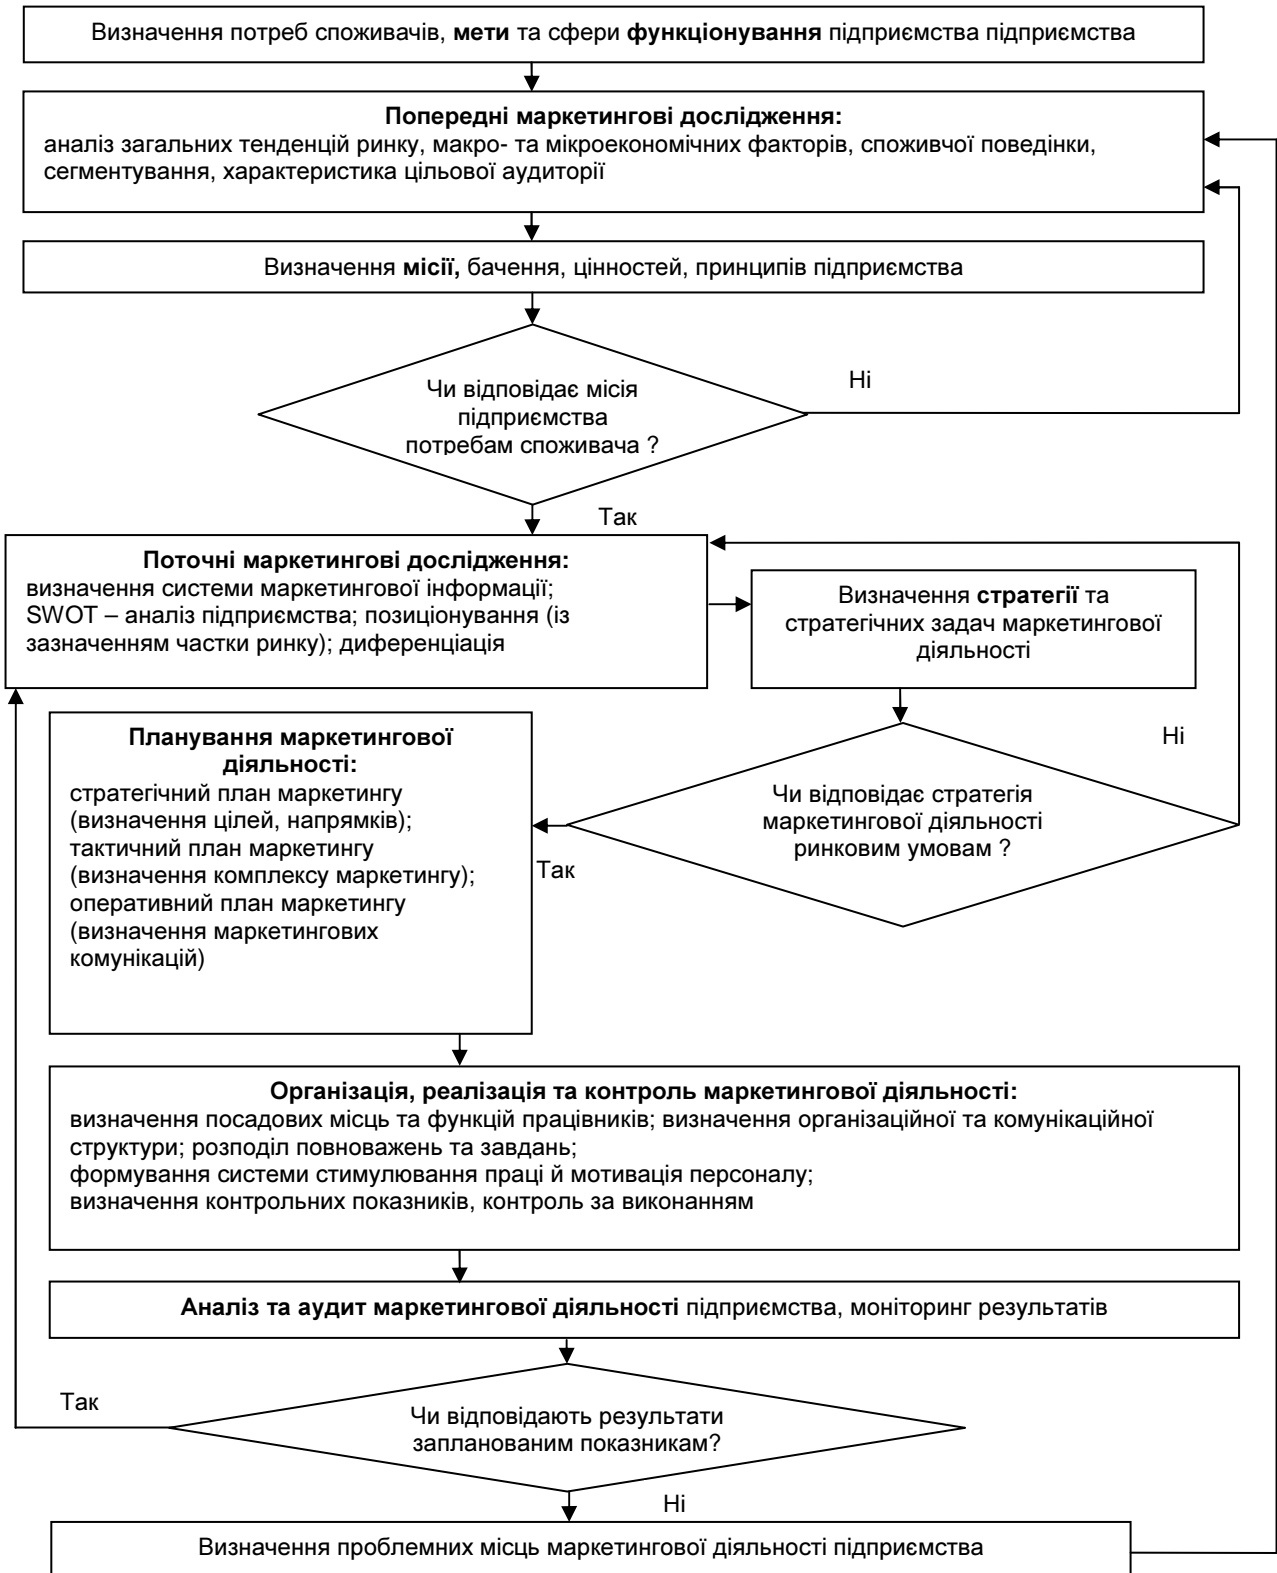 Визначення потреб споживачів, мети та сфери функціонування підприємства підприємства
Попередні маркетингові дослідження:
аналіз загальних тенденцій ринку, макро- та мікроекономічних факторів, споживчої поведінки,
сегментування, характеристика цільової аудиторії
Визначення місії, бачення, цінностей, принципів підприємства
Чи відповідає місія
підприємства
потребам споживача ?
Ні
Так
Поточні маркетингові дослідження:
визначення системи маркетингової інформації;
SWOT – аналіз підприємства; позиціонування (із
зазначенням частки ринку); диференціація
Визначення стратегії та
стратегічних задач маркетингової
діяльності
Ні
Чи відповідає стратегія
маркетингової діяльності
ринковим умовам ?
Так
Планування маркетингової
діяльності:
стратегічний план маркетингу
(визначення цілей, напрямків);
тактичний план маркетингу
(визначення комплексу маркетингу);
оперативний план маркетингу
(визначення маркетингових
комунікацій)
Організація, реалізація та контроль маркетингової діяльності:
визначення посадових місць та функцій працівників; визначення організаційної та комунікаційної
структури; розподіл повноважень та завдань;
формування системи стимулювання праці й мотивація персоналу;
визначення контрольних показників, контроль за виконанням
Аналіз та аудит маркетингової діяльності підприємства, моніторинг результатів
Так
Чи відповідають результати
запланованим показникам?
Ні
Визначення проблемних місць маркетингової діяльності підприємства